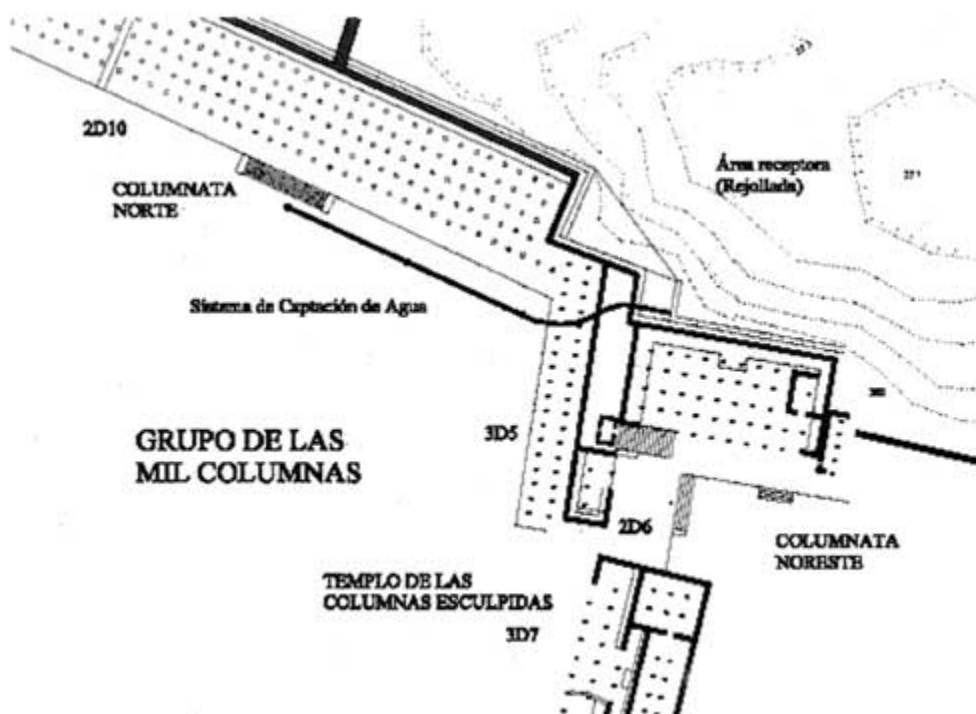 2D10
COLUMNATA
NORTE
Área receptora
(Rejollada)
Sistema de Captación de Agua
GRUPO DE LAS
MIL COLUMNAS
3D5
2D6
COLUMNATA
NORESTE
TEMPLO DE LAS
COLUMNAS ESCULPIDAS
3D7